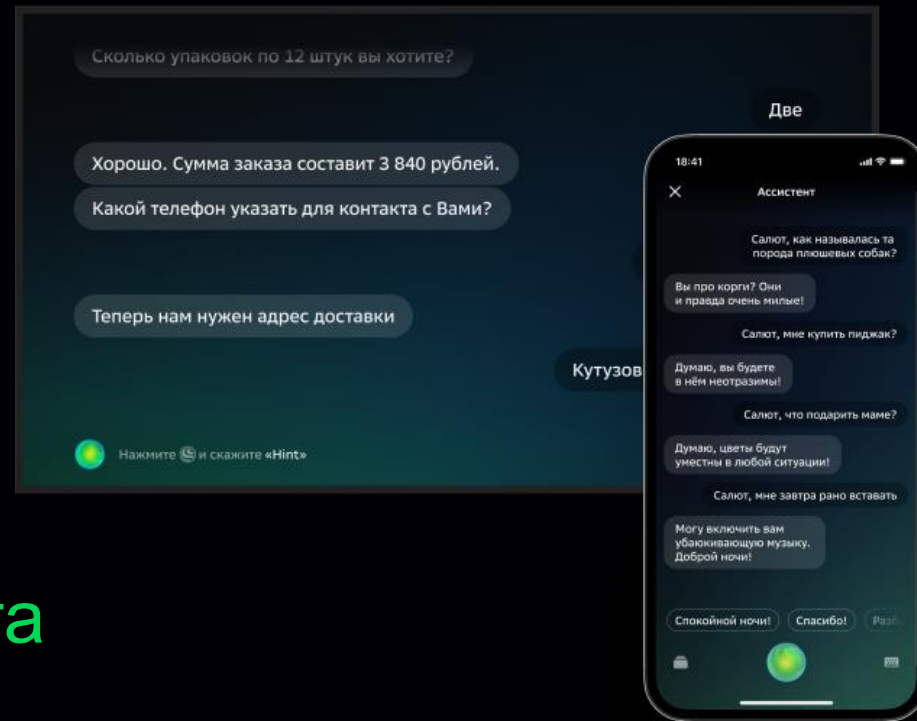 Сколько упаковок по 12 штук вы хотите?
Две
Хорошо. Сумма заказа составит 3 840 рублей.
Какой телефон указать для контакта с Вами?
Теперь нам нужен адрес доставки
Нажмите и скажите «Hint»
18:41
Ассистент
Салют, как называлась та
порода плюшевых собак?
Вы про корги? Они
и правда очень милые!
Салют, мне купить пиджак?
Думаю, вы будете
в нём неотразимы!
Салют, что подарить маме?
Думаю, цветы будут
уместны в любой ситуации!
Салют, мне завтра рано вставать
Могу включить вам
убаюкивающую музыку.
Доброй ночи!
Спокойной ночи!
Спасибо!